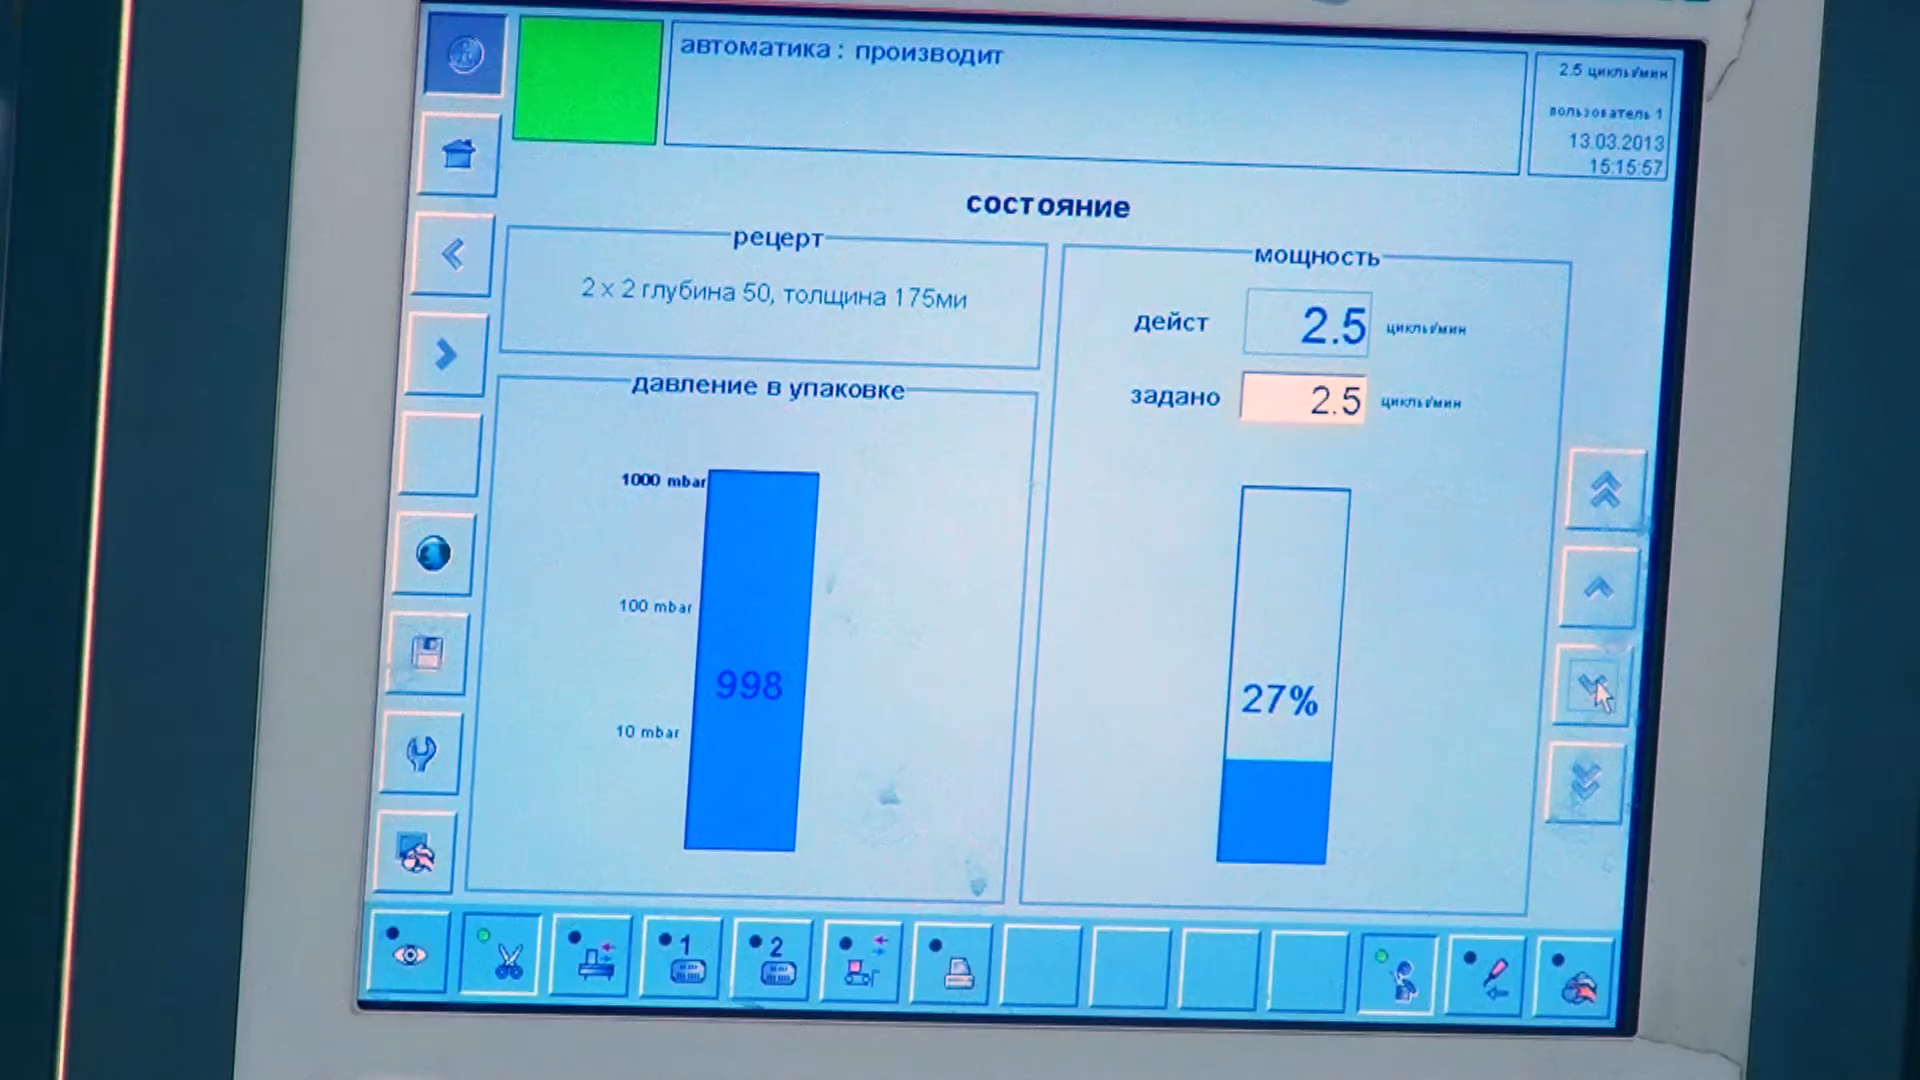 автоматика : производит
2.5 циклы/мин
пользователь 1
13.03.2013
15:15:57
состояние
рецерт
2 x 2 глубина 50, толщина 175ми
мощность
дейст 2.5 циклы/мин
задано 2.5 циклы/мин
давление в упаковке
1000 mbar
100 mbar
998
10 mbar
27%
1
2